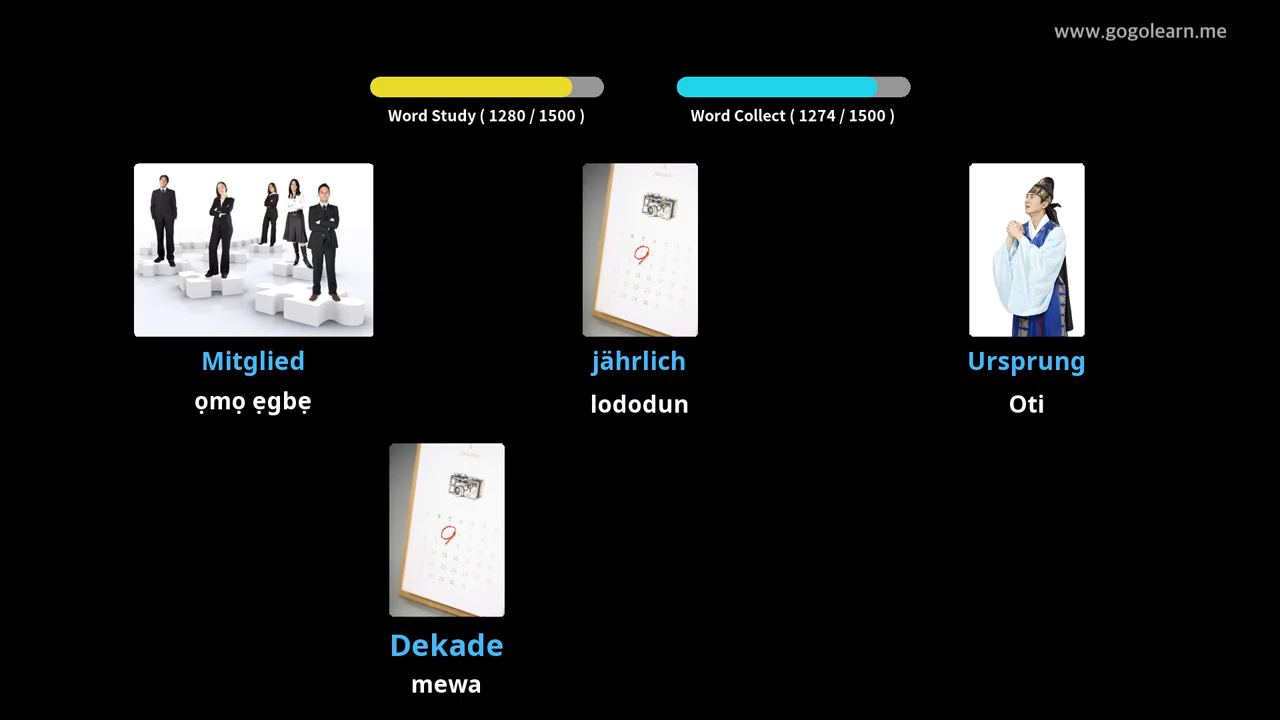 www.gogolearn.me
Word Study ( 1280 / 1500 )
Word Collect ( 1274 / 1500 )
Mitglied
ọmọ ẹgbẹ
jährlich
lododun
Ursprung
Oti
Dekade
mewa